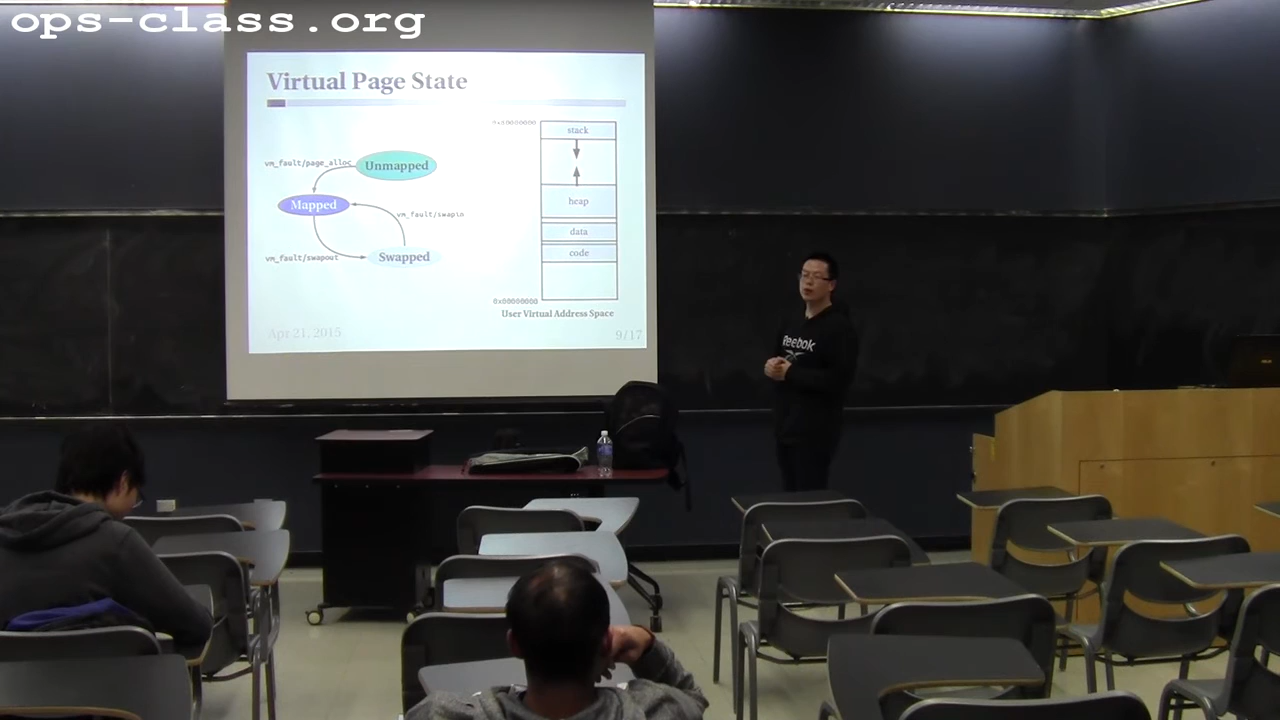 ops-class.org
Virtual Page State
vm_fault/page_alloc
Unmapped
Mapped
vm_fault/swapin
vm_fault/swapout
Swapped
stack
heap
data
code
0x00000000
User Virtual Address Space
Apr 21, 2015
9/17
Reebok